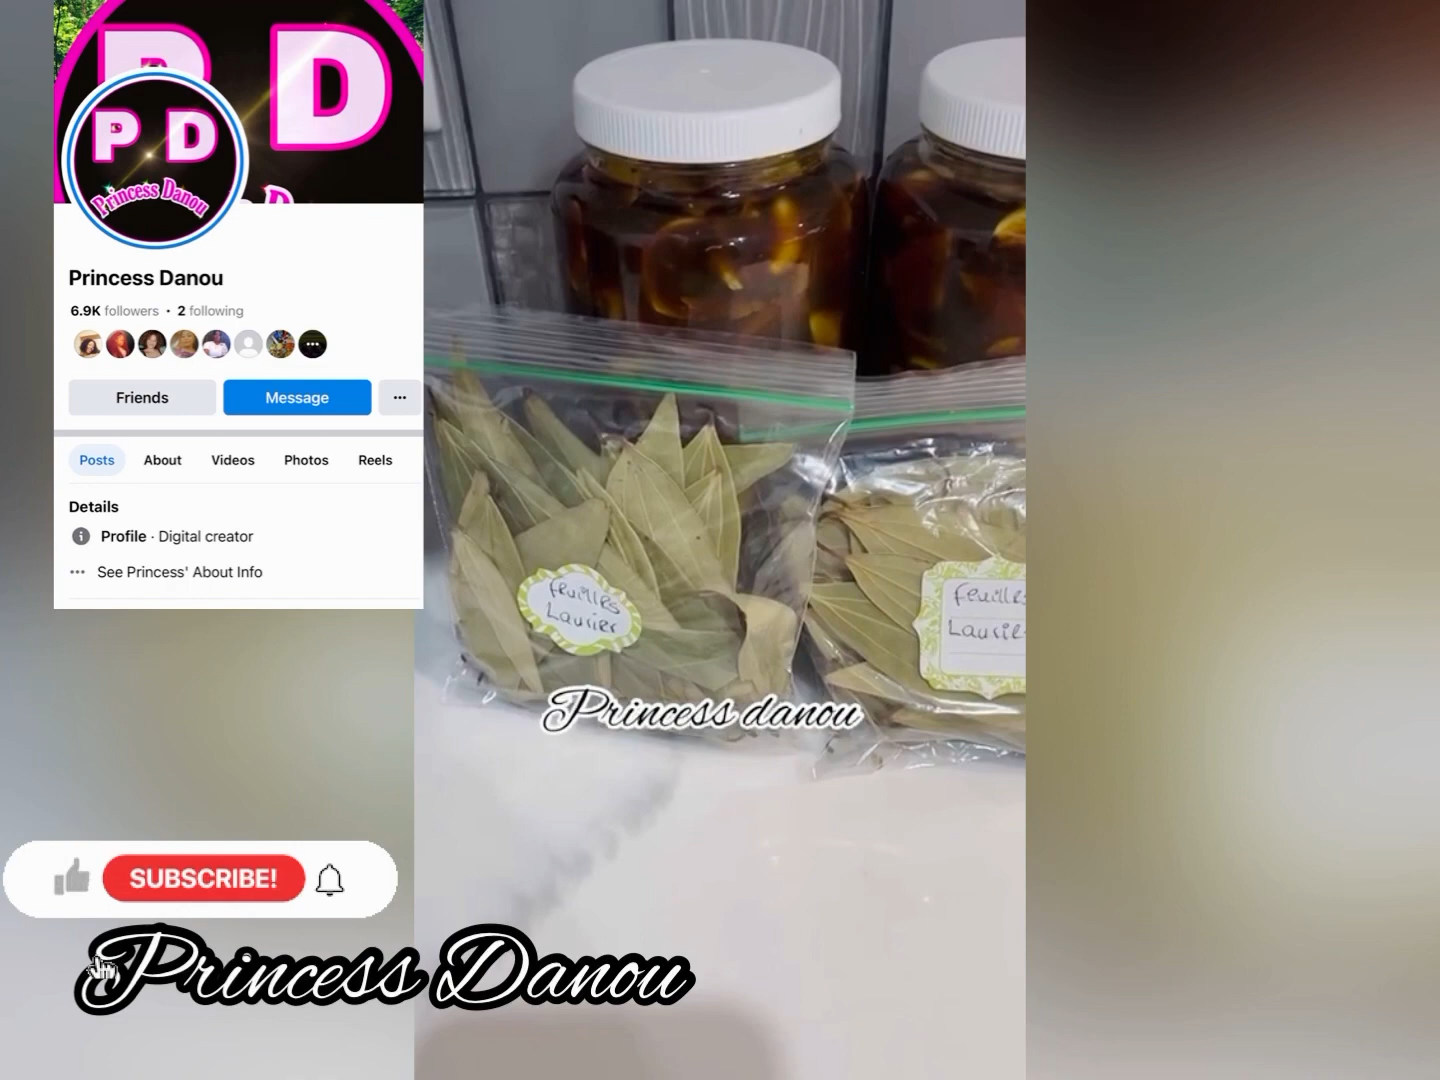 P D
P D
Princess Danou
Princess Danou
6.9K followers • 2 following
Friends
Message
Posts
About
Videos
Photos
Reels
Details
Profile · Digital creator
See Princess' About Info
feuilles
Laurier
Princess danou
SUBSCRIBE!
Princess Danou